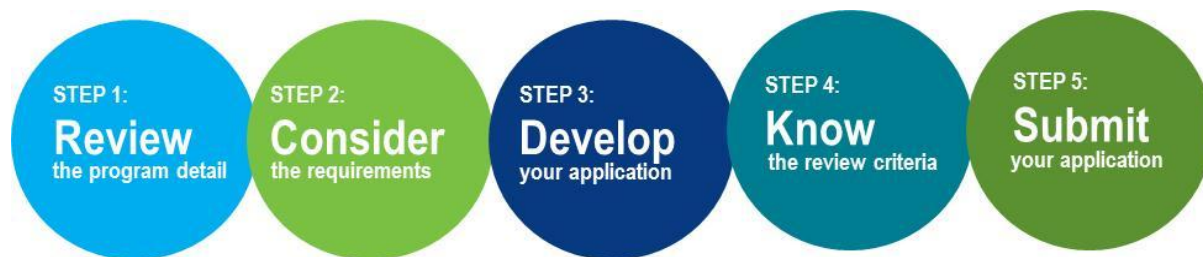 STEP 1:
Review
the program detail
STEP 2:
Consider
the requirements
STEP 3:
Develop
your application
STEP 4:
Know
the review criteria
STEP 5:
Submit
your application